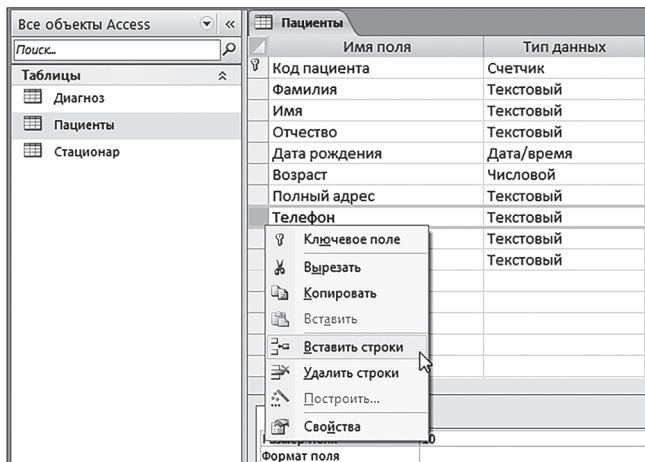 Все объекты Access
Поиск...
Таблицы
Диагноз
Пациенты
Стационар
Пациенты
Имя поля Тип данных
Код пациента Счетчик
Фамилия Текстовый
Имя Текстовый
Отчество Текстовый
Дата рождения Дата/время
Возраст Числовой
Полный адрес Текстовый
Телефон Текстовый
Текстовый
Текстовый
Ключевое поле
Вырезать
Копировать
Вставить
Вставить строки
Удалить строки
Построить...
Свойства
Размер поля
Формат поля